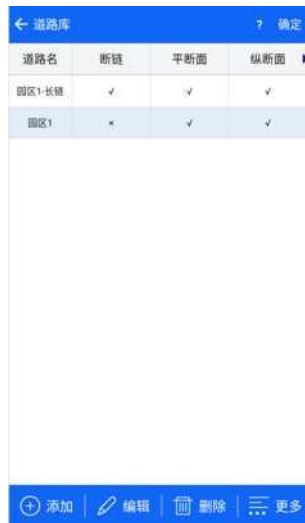 ← 道路库 ? 确定
道路名 断链 平断面 纵断面
园区1-长链 √ √ √
园区1 × √ √
添加 编辑 删除 更多